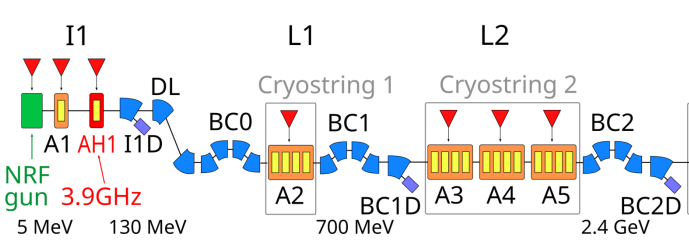 I1
L1
L2
Cryostring 1
Cryostring 2
DL
BC0
BC1
BC2
A1
AH1
I1D
A2
A3
A4
A5
BC1D
BC2D
NRF
gun
3.9GHz
5 MeV
130 MeV
700 MeV
2.4 GeV